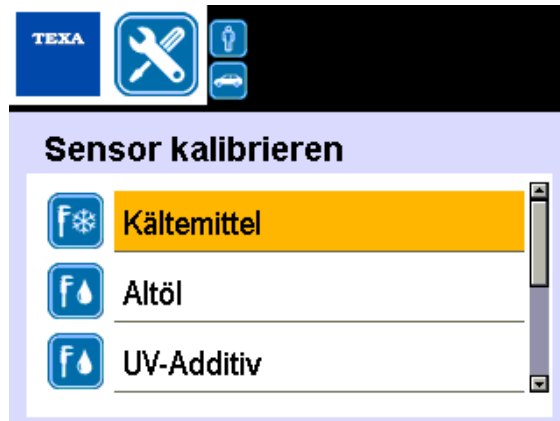 TEXA
Sensor kalibrieren
Kältemittel
Altöl
UV-Additiv